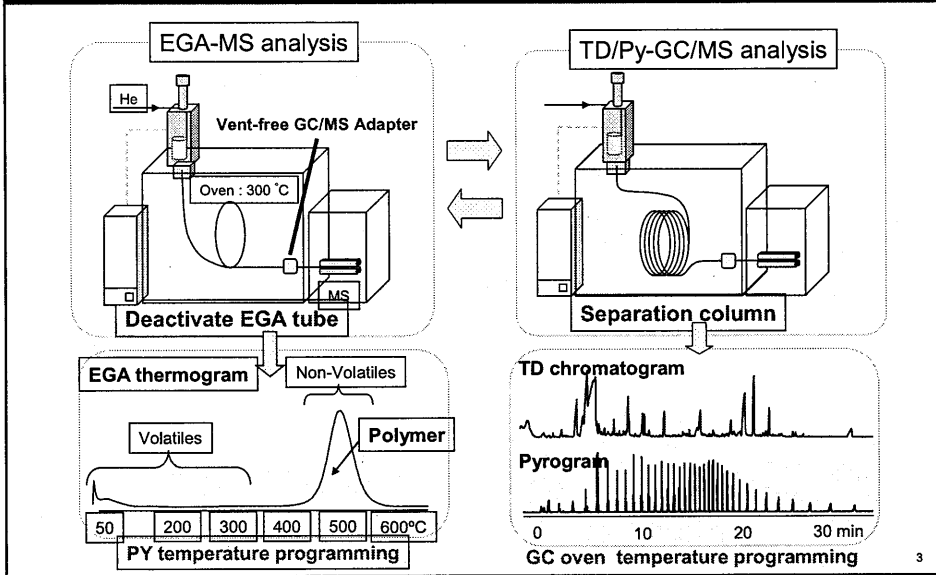 EGA-MS analysis
He
Vent-free GC/MS Adapter
Oven : 300 °C
MS
Deactivate EGA tube
TD/Py-GC/MS analysis
Separation column
EGA thermogram
Non-Volatiles
Volatiles
Polymer
50 200 300 400 500 600ºC
PY temperature programming
TD chromatogram
Pyrogram
0 10 20 30 min
GC oven temperature programming
3